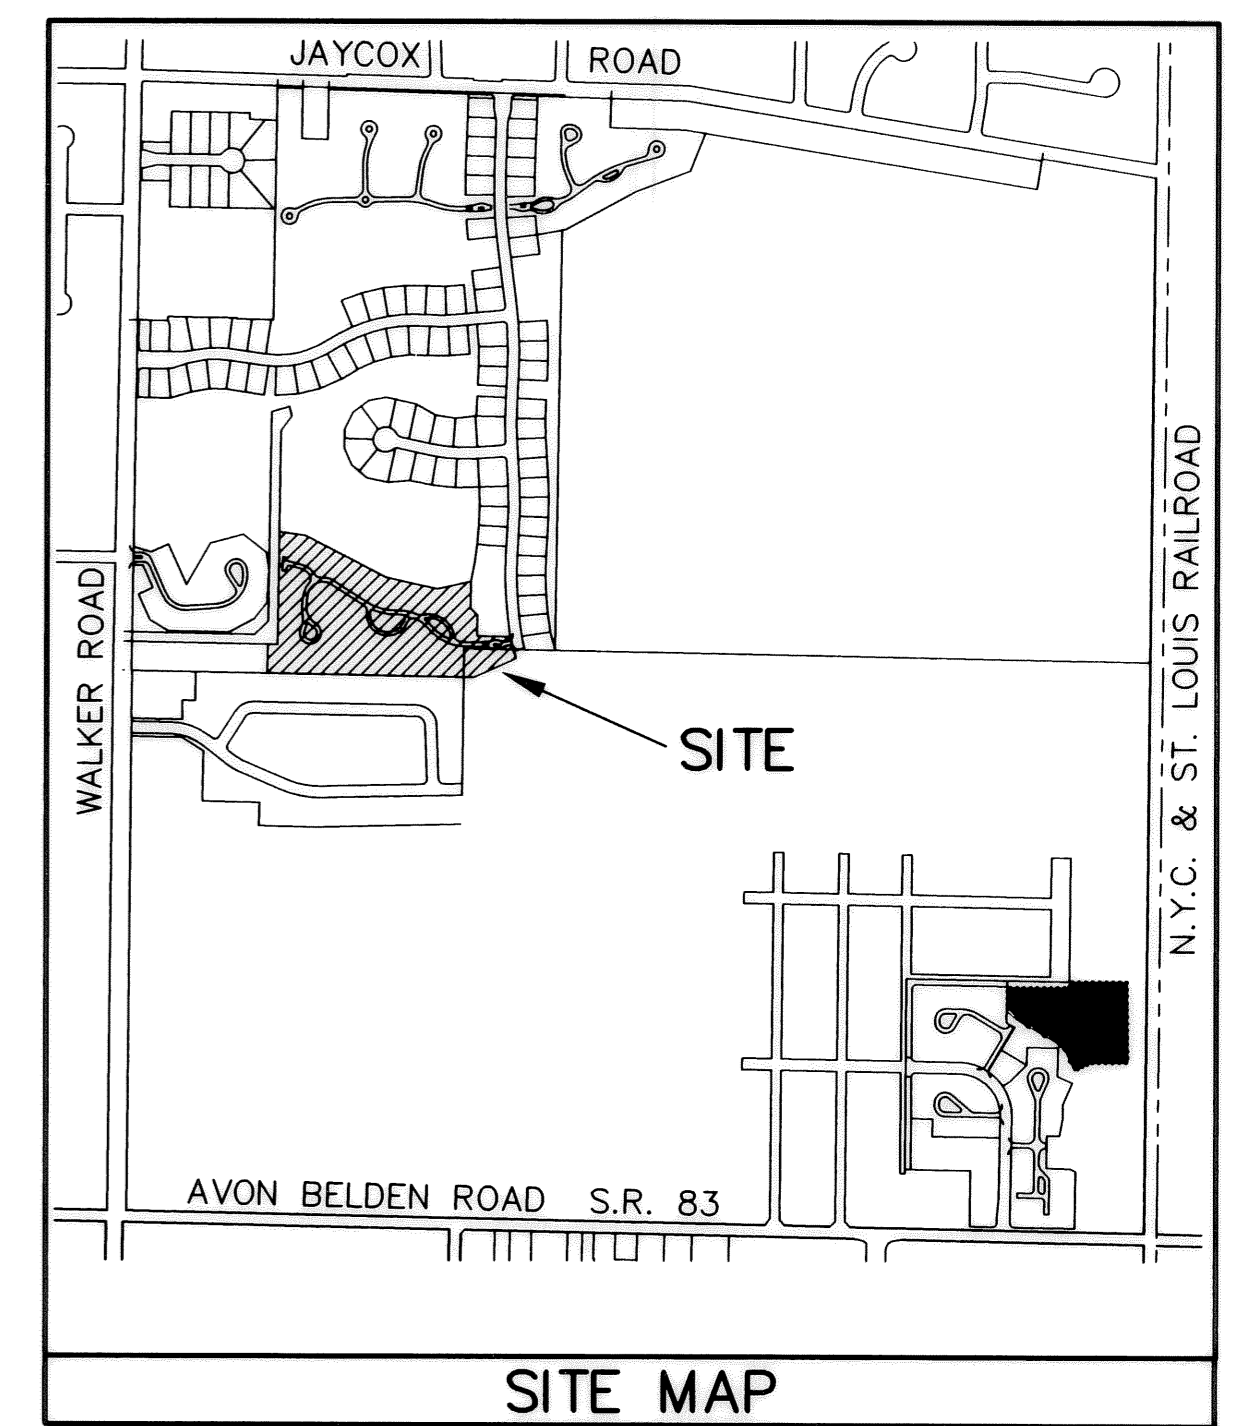 JAYCOX ROAD
WALKER ROAD
N.Y.C. & ST. LOUIS RAILROAD
SITE
AVON BELDEN ROAD S.R. 83
SITE MAP